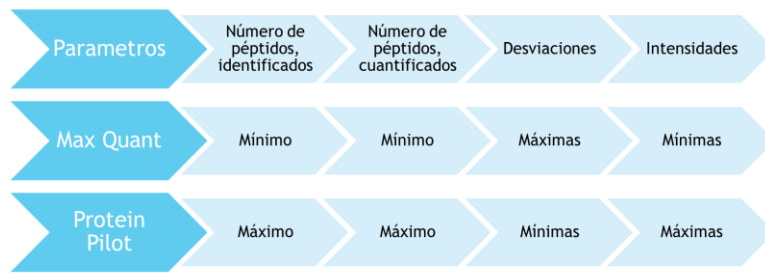 Parametros
Número de
péptidos,
identificados
Número de
péptidos,
cuantificados
Desviaciones
Intensidades
Max Quant
Mínimo
Mínimo
Máximas
Mínimas
Protein
Pilot
Máximo
Máximo
Mínimas
Máximas